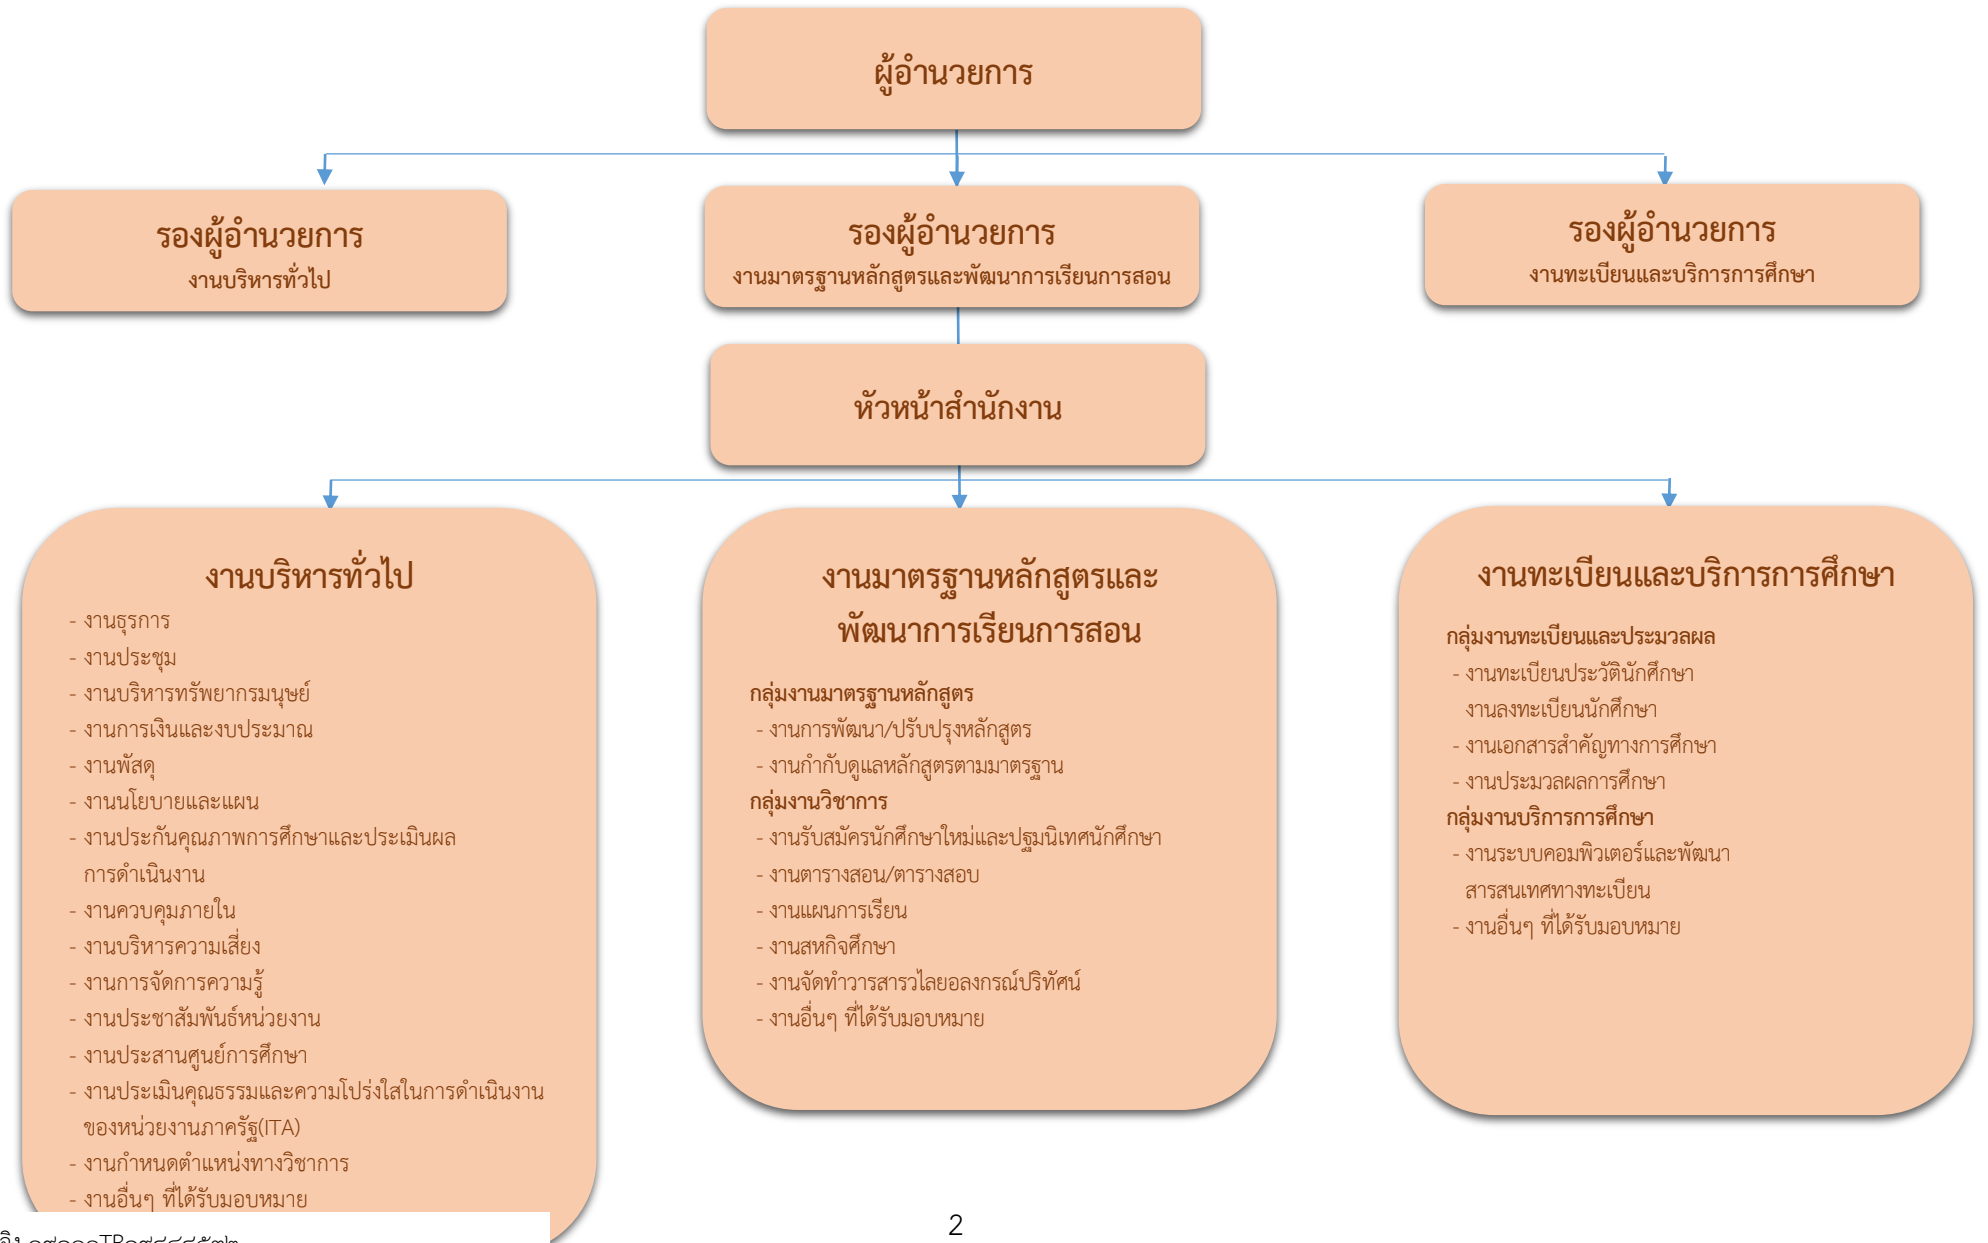 ผู้อำนวยการ
รองผู้อำนวยการ
งานบริหารทั่วไป
รองผู้อำนวยการ
งานมาตรฐานหลักสูตรและพัฒนาการเรียนการสอน
รองผู้อำนวยการ
งานทะเบียนและบริการการศึกษา
หัวหน้าสำนักงาน
งานบริหารทั่วไป
- งานธุรการ
- งานประชุม
- งานบริหารทรัพยากรมนุษย์
- งานการเงินและงบประมาณ
- งานพัสดุ
- งานนโยบายและแผน
- งานประกันคุณภาพการศึกษาและประเมินผล
การดำเนินงาน
- งานควบคุมภายใน
- งานบริหารความเสี่ยง
- งานการจัดการความรู้
- งานประชาสัมพันธ์หน่วยงาน
- งานประสานศูนย์การศึกษา
- งานประเมินคุณธรรมและความโปร่งใสในการดำเนินงาน
ของหน่วยงานภาครัฐ(ITA)
- งานกำหนดตำแหน่งทางวิชาการ
- งานอื่นๆ ที่ได้รับมอบหมาย
งานมาตรฐานหลักสูตรและ
พัฒนาการเรียนการสอน
กลุ่มงานมาตรฐานหลักสูตร
- งานการพัฒนา/ปรับปรุงหลักสูตร
- งานกำกับดูแลหลักสูตรตามมาตรฐาน
กลุ่มงานวิชาการ
- งานรับสมัครนักศึกษาใหม่และปฐมนิเทศนักศึกษา
- งานตารางสอน/ตารางสอบ
- งานแผนการเรียน
- งานสหกิจศึกษา
- งานจัดทำวารสารวไลยอลงกรณ์ปริทัศน์
- งานอื่นๆ ที่ได้รับมอบหมาย
งานทะเบียนและบริการการศึกษา
กลุ่มงานทะเบียนและประมวลผล
- งานทะเบียนประวัตินักศึกษา
งานลงทะเบียนนักศึกษา
- งานเอกสารสำคัญทางการศึกษา
- งานประมวลผลการศึกษา
กลุ่มงานบริการการศึกษา
- งานระบบคอมพิวเตอร์และพัฒนา
สารสนเทศทางทะเบียน
- งานอื่นๆ ที่ได้รับมอบหมาย
2